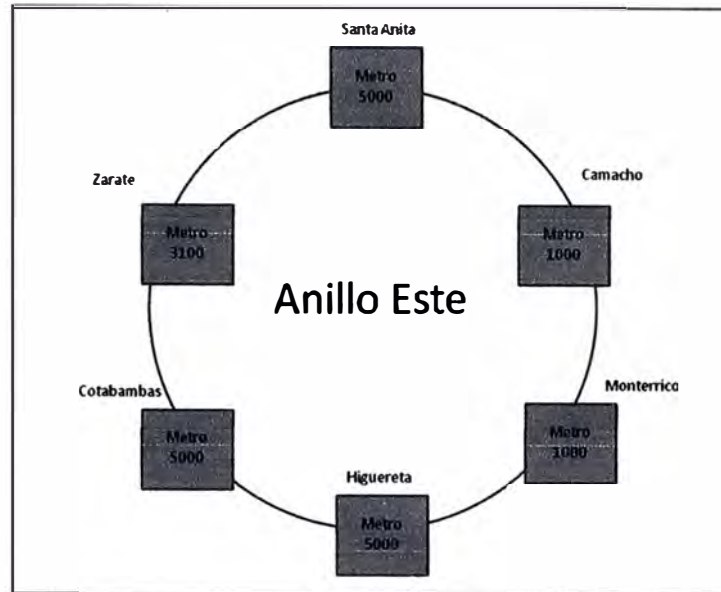 Santa Anita
Metro
5000
Zarate
Camacho
Metro
3100
Metro
1000
Anillo Este
Cotabambas
Monterrico
Metro
5000
Metro
1000
Higuereta
Metro
5000